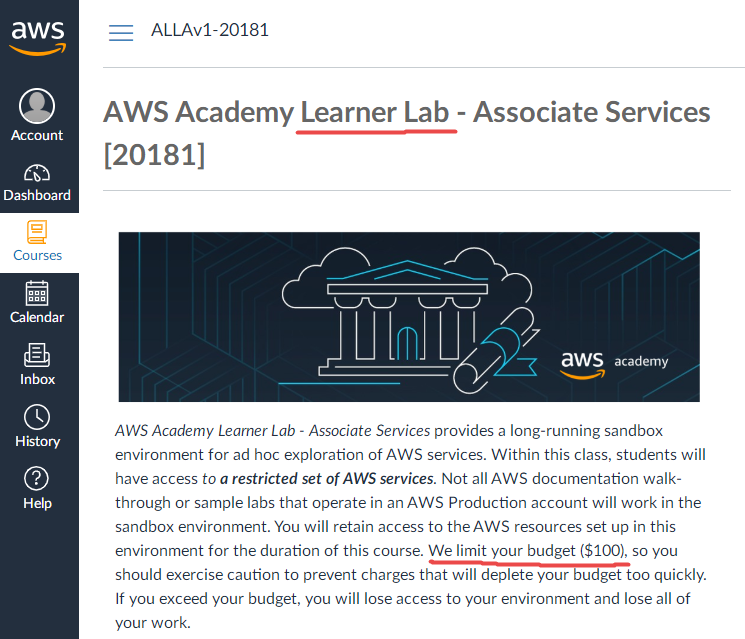 aws
ALLAv1-20181
Account
Dashboard
Courses
Calendar
Inbox
History
Help
AWS Academy Learner Lab - Associate Services
[20181]
aws academy
AWS Academy Learner Lab - Associate Services provides a long-running sandbox
environment for ad hoc exploration of AWS services. Within this class, students will
have access to a restricted set of AWS services. Not all AWS documentation walk-
through or sample labs that operate in an AWS Production account will work in the
sandbox environment. You will retain access to the AWS resources set up in this
environment for the duration of this course. We limit your budget ($100), so you
should exercise caution to prevent charges that will deplete your budget too quickly.
If you exceed your budget, you will lose access to your environment and lose all of
your work.